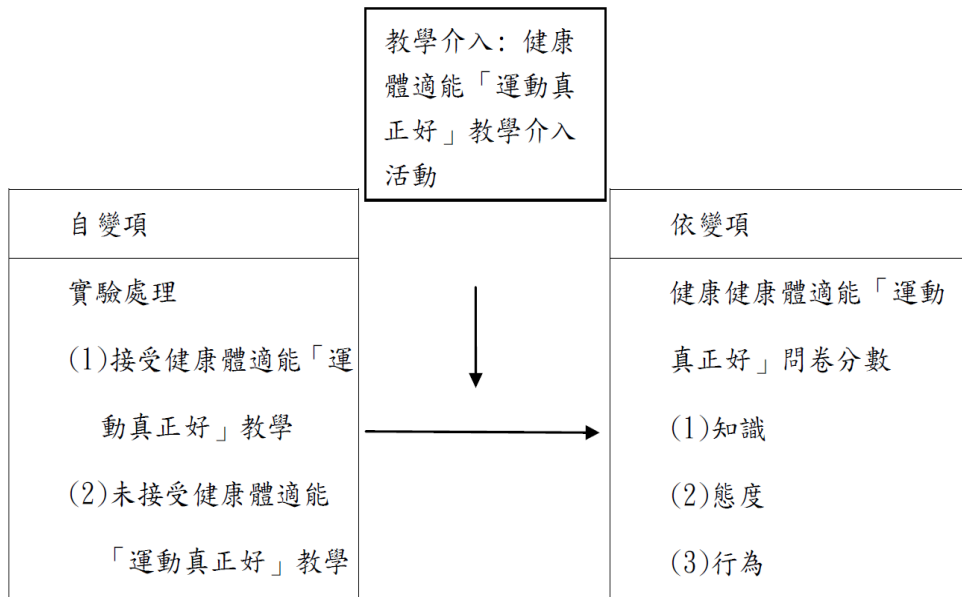 教學介入: 健康
體適能「運動真
正好」教學介入
活動
自變項
實驗處理
(1)接受健康體適能「運
動真正好」教學
(2)未接受健康體適能
「運動真正好」教學
依變項
健康健康體適能「運動
真正好」問卷分數
(1)知識
(2)態度
(3)行為